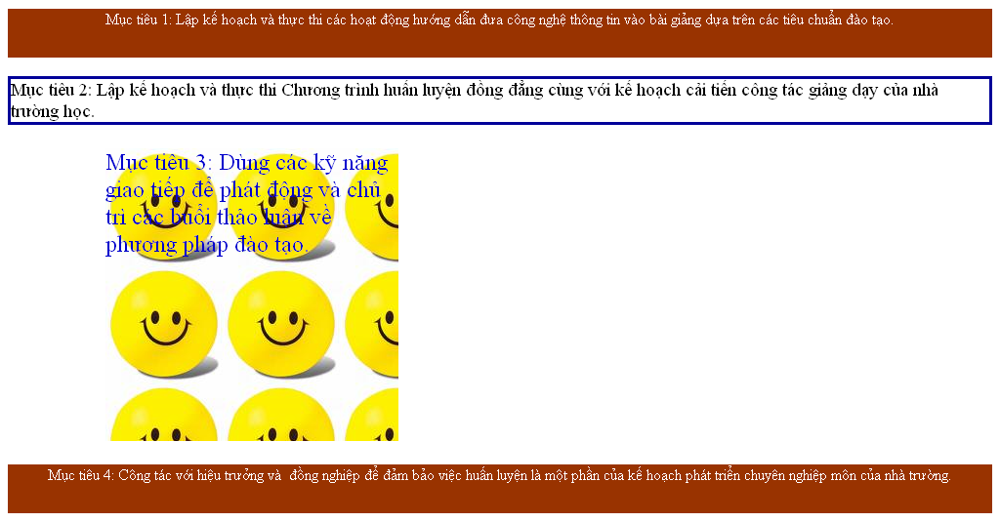 Mục tiêu 1: Lập kế hoạch và thực thi các hoạt động hướng dẫn đưa công nghệ thông tin vào bài giảng dựa trên các tiêu chuẩn đào tạo.
Mục tiêu 2: Lập kế hoạch và thực thi Chương trình huấn luyện đồng đẳng cùng với kế hoạch cải tiến công tác giảng dạy của nhà
trường học.
Mục tiêu 3: Dùng các kỹ năng
giao tiếp để phát động và chủ
trì các buổi thảo luận về
phương pháp đào tạo.
Mục tiêu 4: Công tác với hiệu trưởng và  đồng nghiệp để đảm bảo việc huấn luyện là một phần của kế hoạch phát triển chuyên nghiệp môn của nhà trường.